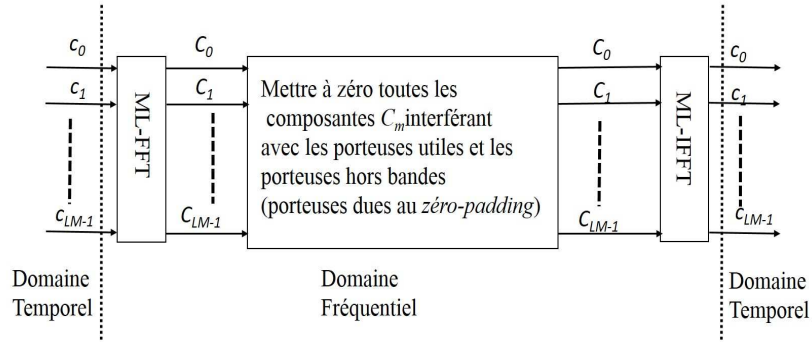 c0
C0
C0
c0
c1
C1
C1
c1
ML-FFT
Mettre à zéro toutes les
composantes Cm interférant
avec les porteuses utiles et les
porteuses hors bandes
(porteuses dues au zéro-padding)
ML-IFFT
cLM-1
CLM-1
CLM-1
cLM-1
Domaine
Temporel
Domaine
Fréquentiel
Domaine
Temporel